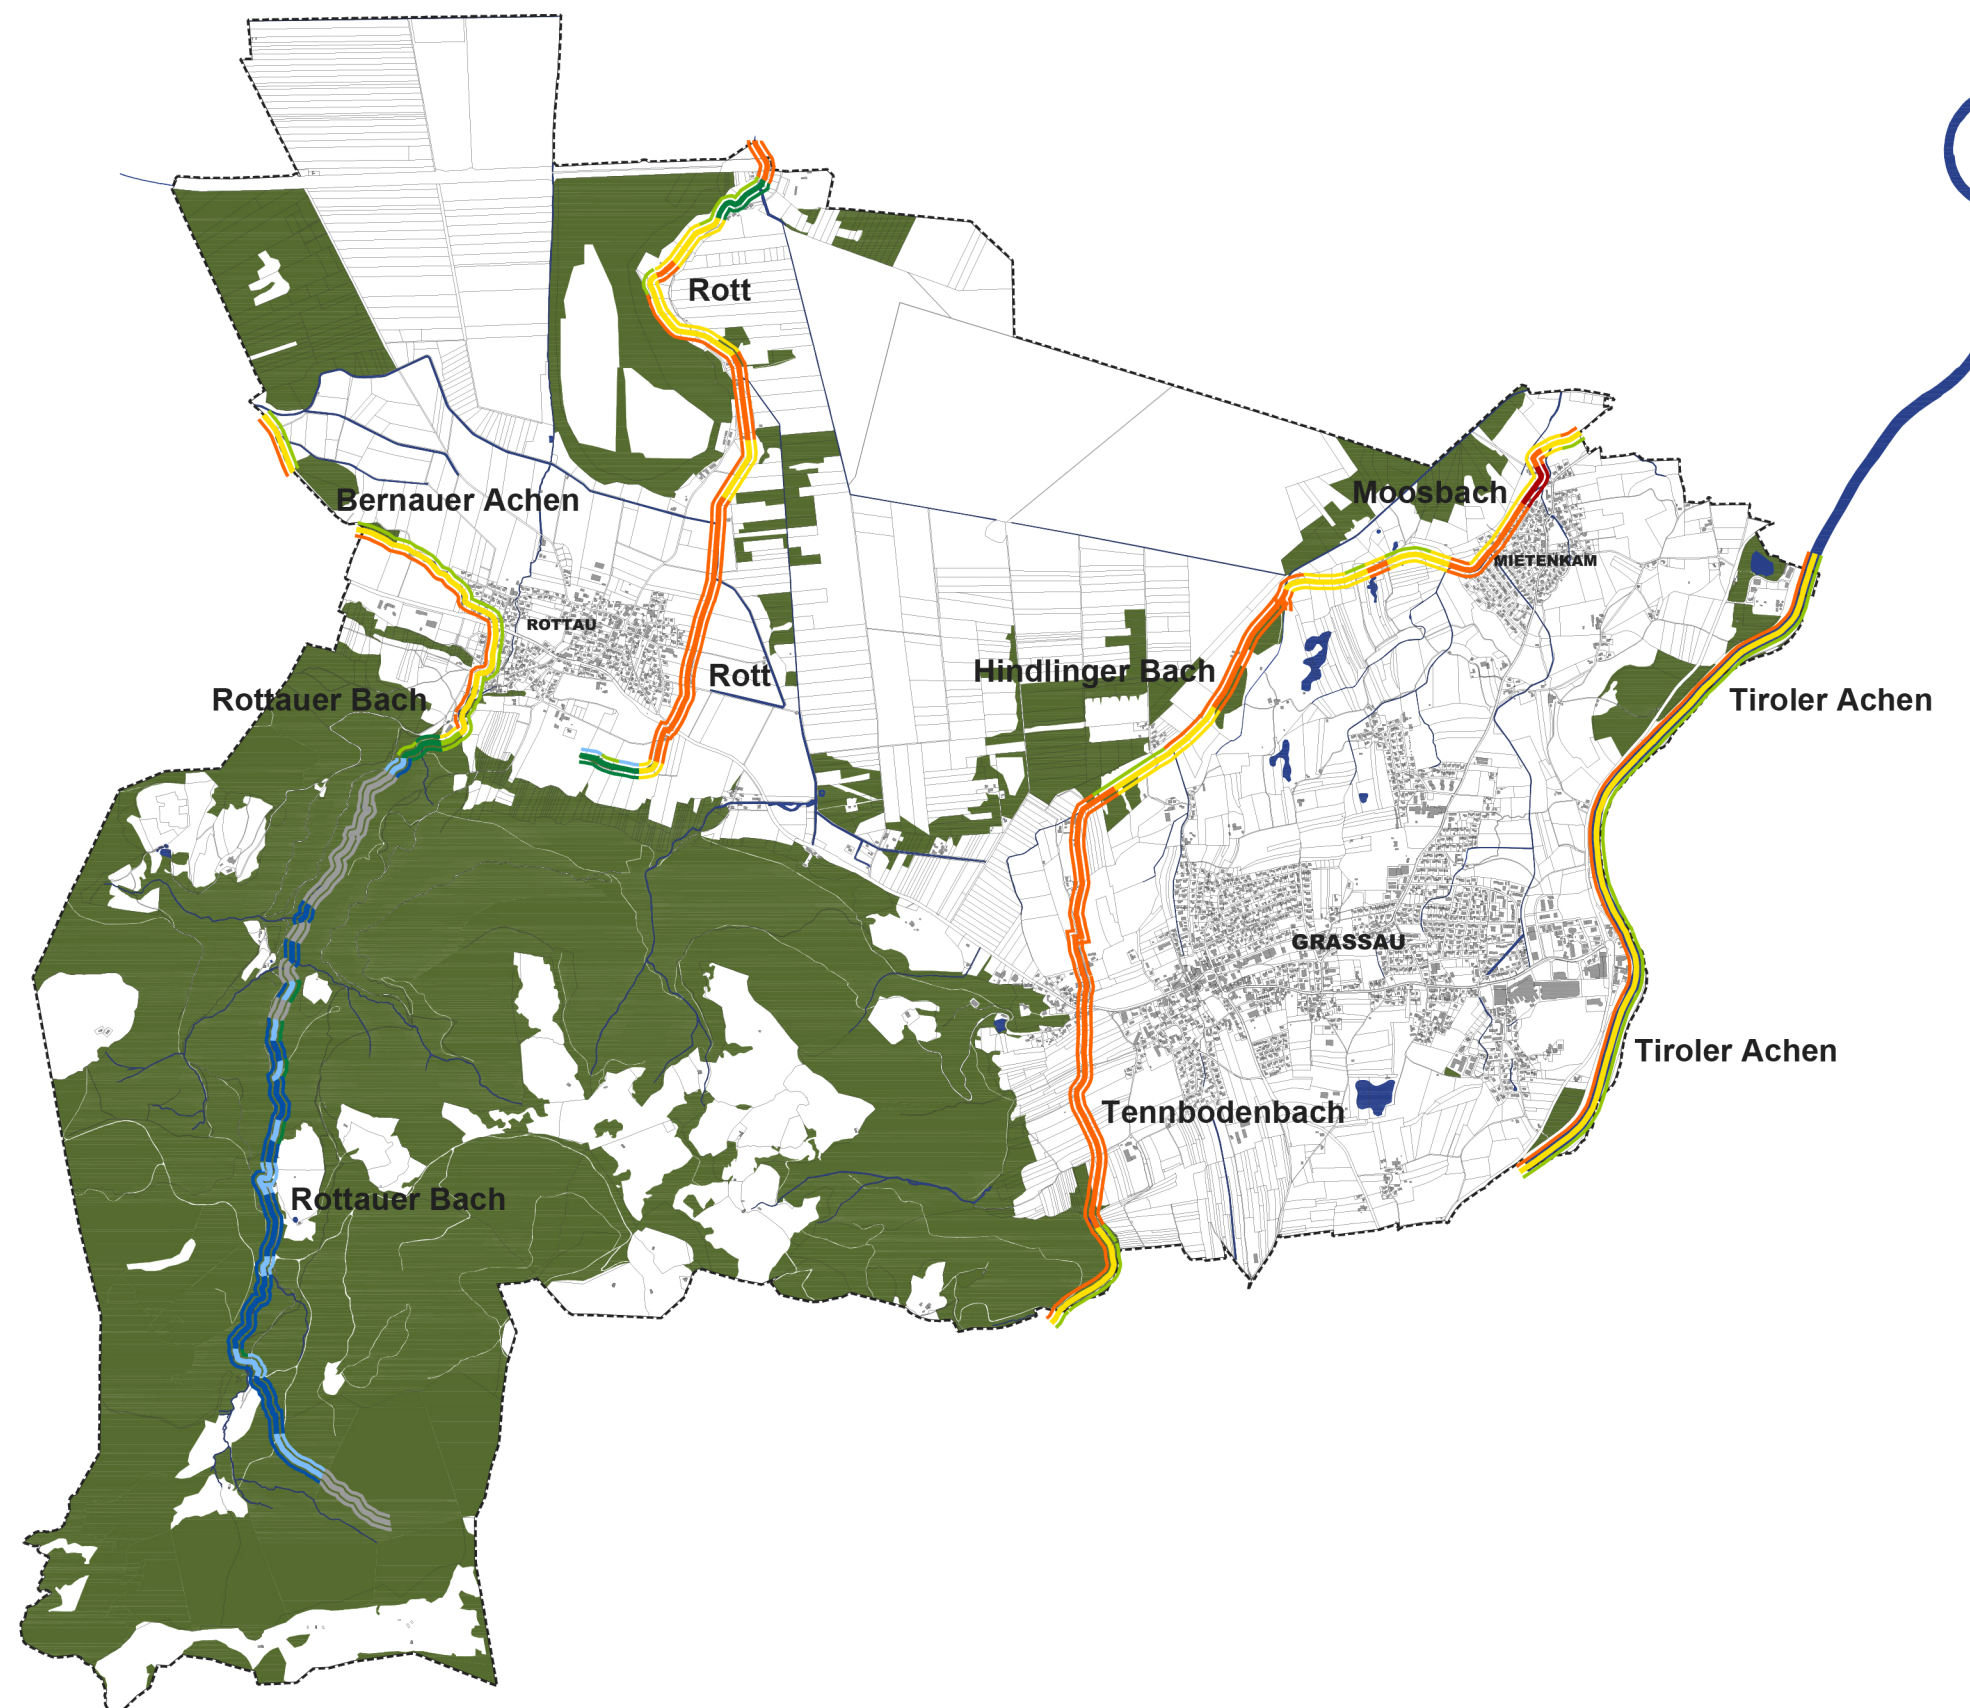 Rott
Moosbach
Bernauer Achen
MIETENKAM
ROTTAU
Hindlinger Bach
Rott
Rottauer Bach
Tiroler Achen
GRASSAU
Tiroler Achen
Tennbodenbach
Rottauer Bach